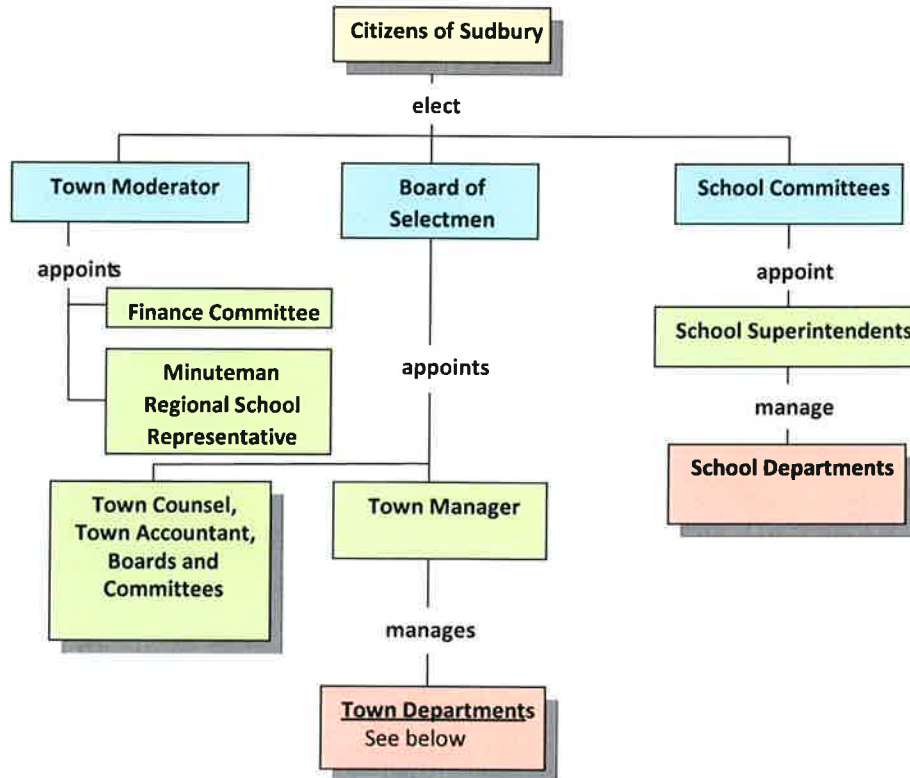 Citizens of Sudbury
elect
Town Moderator
Board of
Selectmen
School Committees
appoints
appoint
Finance Committee
School Superintendents
Minuteman
Regional School
Representative
appoints
manage
School Departments
Town Counsel,
Town Accountant,
Boards and
Committees
Town Manager
manages
Town Departments
See below